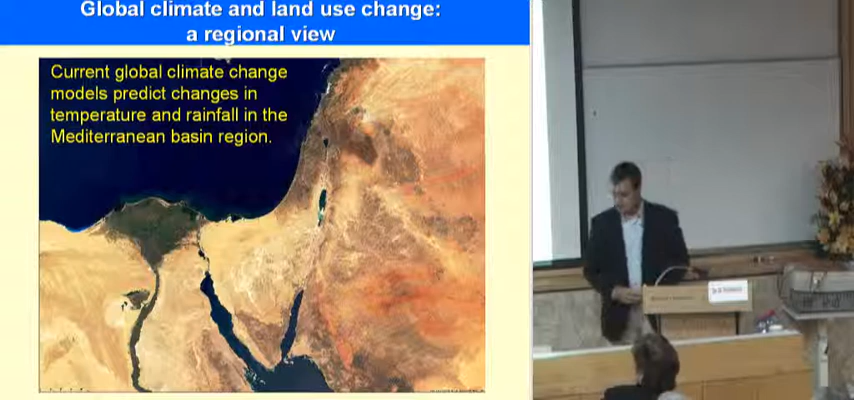 Global climate and land use change:
a regional view
Current global climate change
models predict changes in
temperature and rainfall in the
Mediterranean basin region.